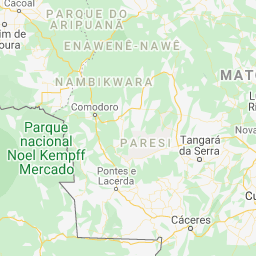 Cacoal
PARQUE DO
ARIPUANÃ
im de
oura
ENAWENÊ-NAWÊ
NAMBIKWARA
MATO
L
R
Comodoro
Nova
Parque
nacional
Noel Kempff
Mercado
PARESI
Tangará
da Serra
Pontes e
Lacerda
Cu
Cáceres